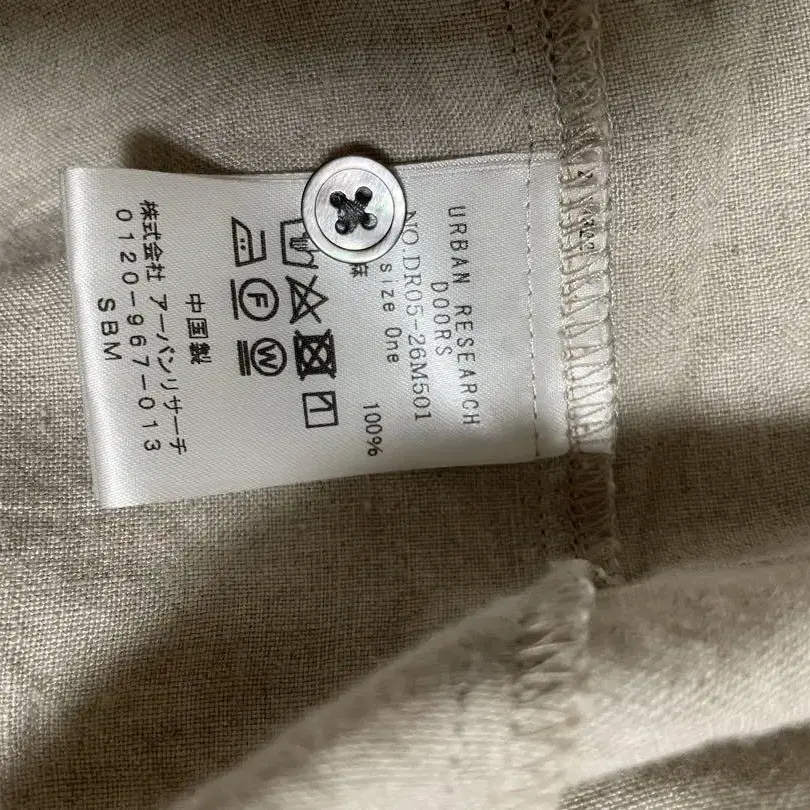 URBAN RESEARCH
DOORS
NO.DR05-26M501
size One
麻 100%
F
W
中国製
株式会社 アーバンリサーチ
0120-967-013
SBM